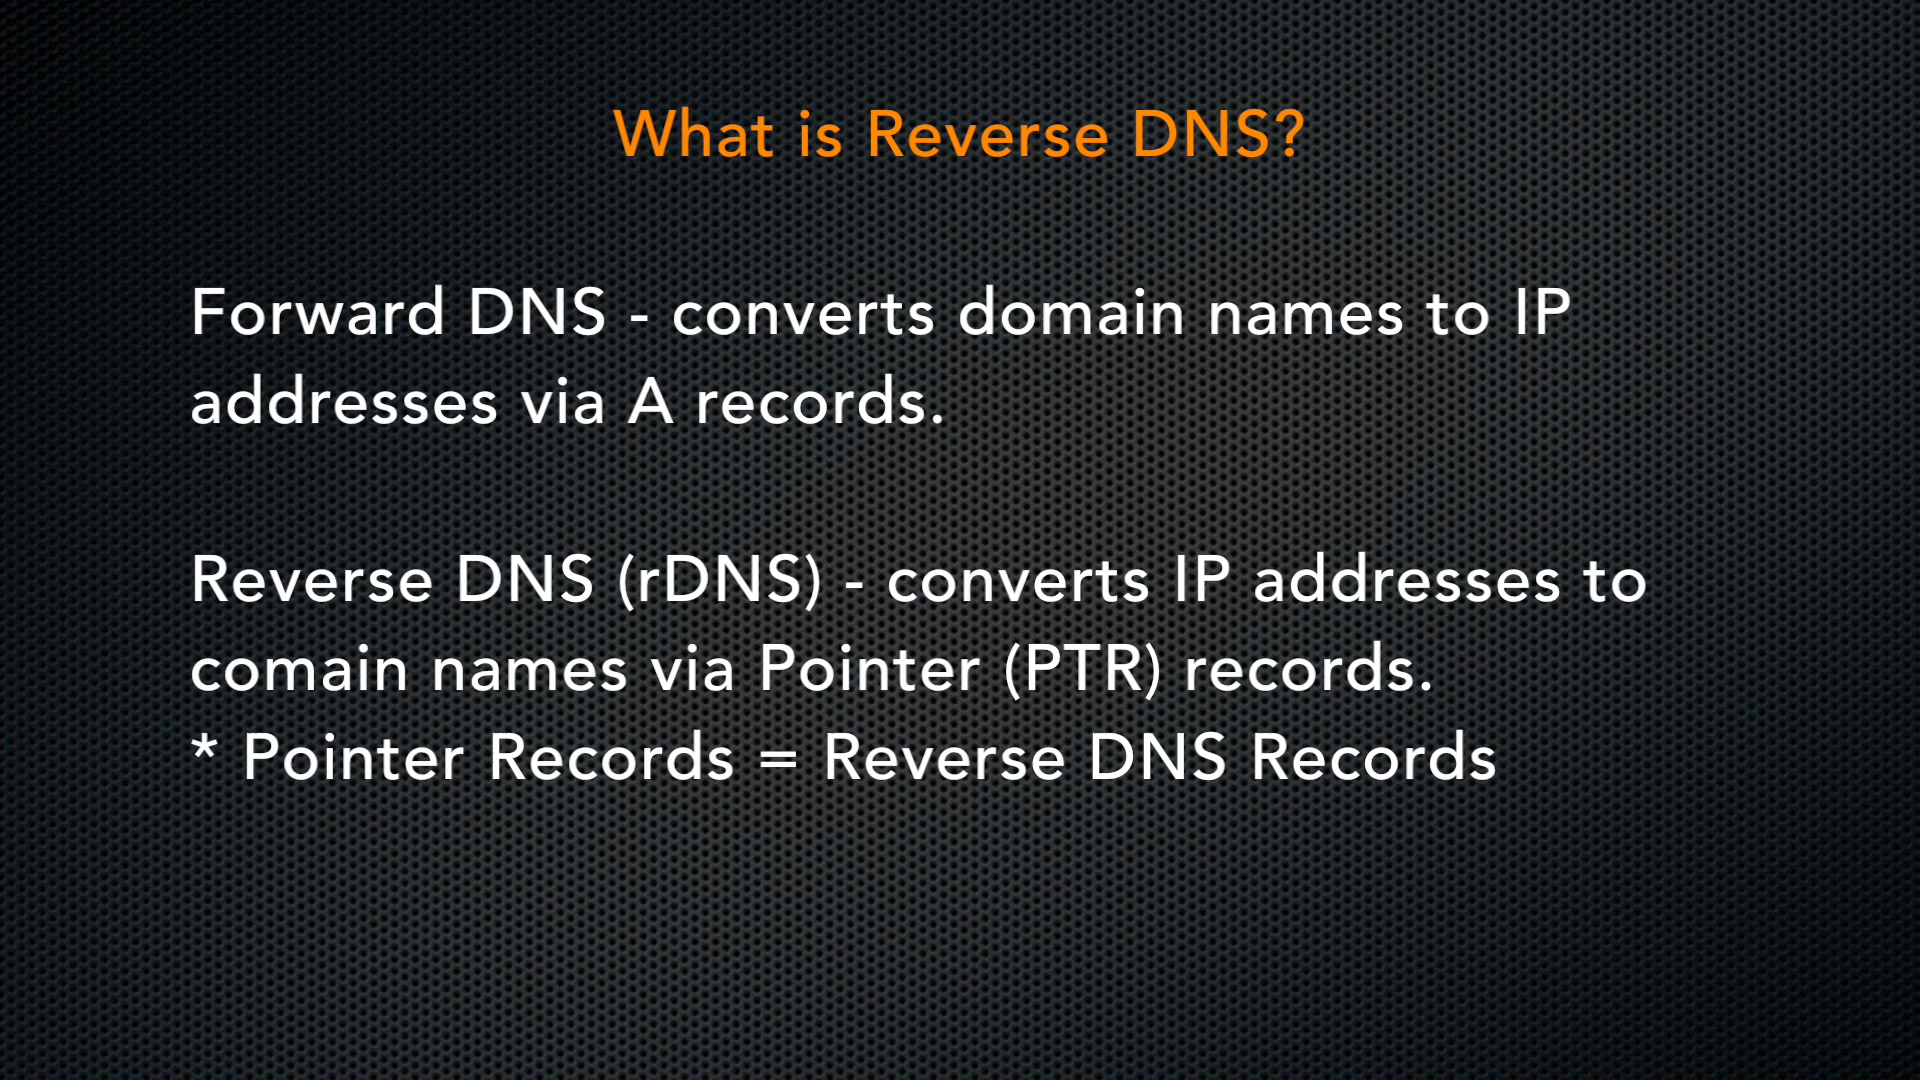 What is Reverse DNS?
Forward DNS - converts domain names to IP
addresses via A records.
Reverse DNS (rDNS) - converts IP addresses to
comain names via Pointer (PTR) records.
* Pointer Records = Reverse DNS Records